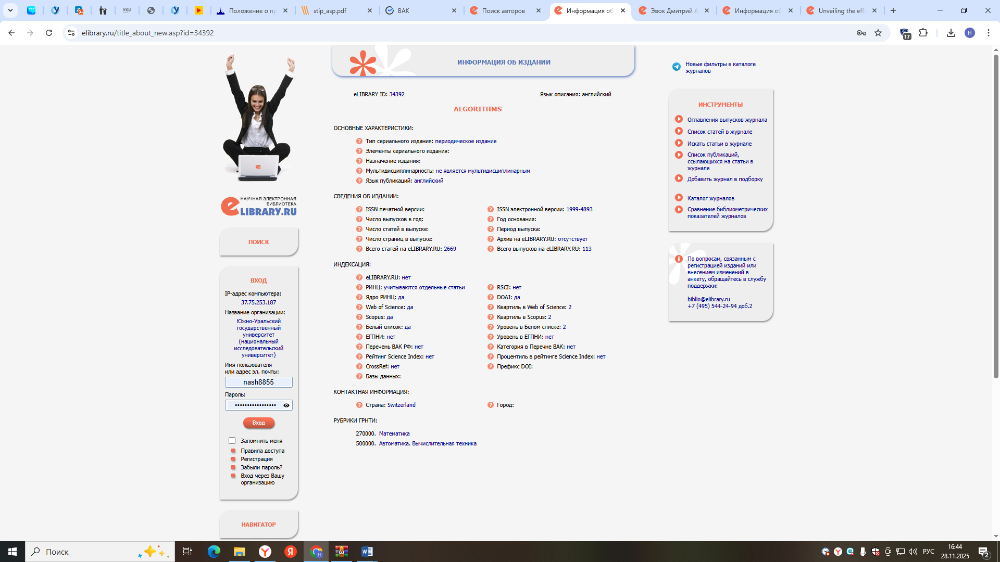 Положение о п
stip_asp.pdf
ВАК
Поиск авторов
Информация об
Эвок Дмитрий А
Информация об
Unveiling the eff
elibrary.ru/title_about_new.asp?id=34392
17
Н
НАУЧНАЯ ЭЛЕКТРОННАЯ
БИБЛИОТЕКА
eLIBRARY.RU
ПОИСК
ВХОД
IP-адрес компьютера:
37.75.253.187
Название организации:
Южно-Уральский
государственный
университет
(национальный
исследовательский
университет)
Имя пользователя
или адрес эл. почты:
nash8855
Пароль:
•••••••••••••••••
Вход
Запомнить меня
Правила доступа
Регистрация
Забыли пароль?
Вход через Вашу
организацию
НАВИГАТОР
ИНФОРМАЦИЯ ОБ ИЗДАНИИ
eLIBRARY ID: 34392
Язык описания: английский
ALGORITHMS
ОСНОВНЫЕ ХАРАКТЕРИСТИКИ:
Тип сериального издания: периодическое издание
Элементы сериального издания:
Назначение издания:
Мультидисциплинарность: не является мультидисциплинарным
Язык публикаций: английский
СВЕДЕНИЯ ОБ ИЗДАНИИ:
ISSN печатной версии:
ISSN электронной версии: 1999-4893
Число выпусков в год:
Год основания:
Число статей в выпуске:
Период выпуска:
Число страниц в выпуске:
Архив на eLIBRARY.RU: отсутствует
Всего статей на eLIBRARY.RU: 2669
Всего выпусков на eLIBRARY.RU: 113
ИНДЕКСАЦИЯ:
eLIBRARY.RU: нет
РИНЦ: учитываются отдельные статьи
RSCI: нет
Ядро РИНЦ: да
DOAJ: да
Web of Science: да
Квартиль в Web of Science: 2
Scopus: да
Квартиль в Scopus: 2
Белый список: да
Уровень в Белом списке: 2
ЕГПНИ: нет
Уровень в ЕГПНИ: нет
Перечень ВАК РФ: нет
Категория в Перечне ВАК: нет
Рейтинг Science Index: нет
Процентиль в рейтинге Science Index: нет
CrossRef: нет
Префикс DOI:
Базы данных:
КОНТАКТНАЯ ИНФОРМАЦИЯ:
Страна: Switzerland
Город:
РУБРИКИ ГРНТИ:
270000. Математика
500000. Автоматика. Вычислительная техника
Новые фильтры в каталоге
журналов
ИНСТРУМЕНТЫ
Оглавления выпусков журнала
Список статей в журнале
Искать статьи в журнале
Список публикаций,
ссылающихся на статьи в
журнале
Добавить журнал в подборку
Каталог журналов
Сравнение библиометрических
показателей журналов
По вопросам, связанным с
регистрацией изданий или
внесением изменений в
анкету, обращайтесь в службу
поддержки:
biblio@elibrary.ru
+7 (495) 544-24-94 доб.2
Поиск
РУС
16:44
28.11.2025
2